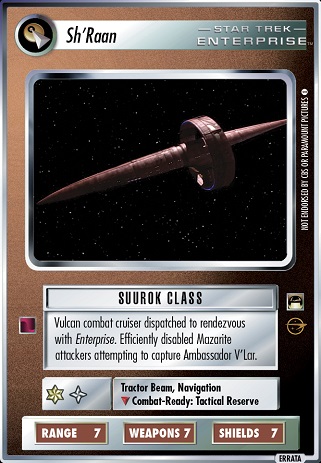 Sh'Raan
STAR TREK
ENTERPRISE™
NOT ENDORSED BY CBS OR PARAMOUNT PICTURES
SUUROK CLASS
Vulcan combat cruiser dispatched to rendezvous
with Enterprise. Efficiently disabled Mazarite
attackers attempting to capture Ambassador V'Lar.
Tractor Beam, Navigation
Combat-Ready: Tactical Reserve
RANGE 7 WEAPONS 7 SHIELDS 7
ERRATA